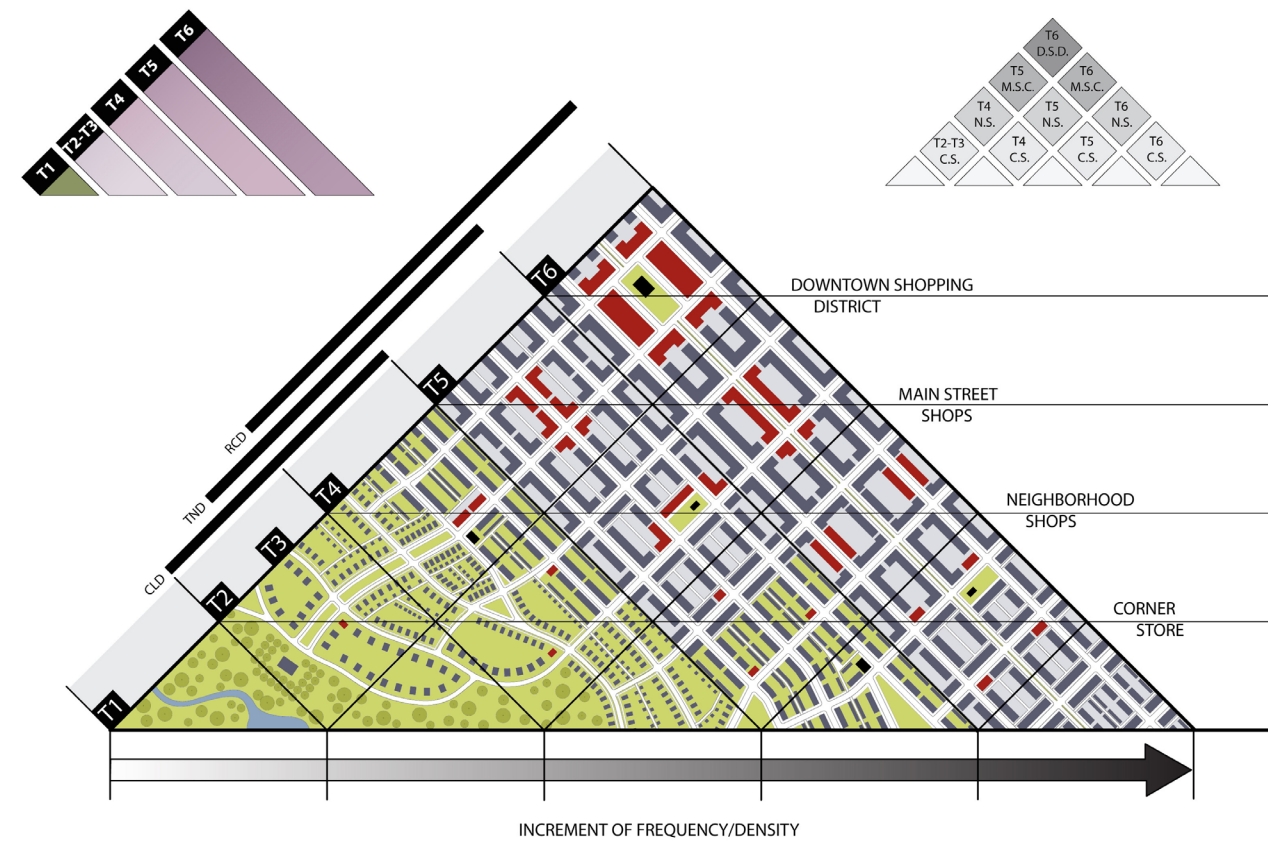 T6
T5
T4
T2-T3
T1
T6
D.S.D.
T5
M.S.C.
T6
M.S.C.
T4
N.S.
T5
N.S.
T6
N.S.
T2-T3
C.S.
T4
C.S.
T5
C.S.
T6
C.S.
T6
T5
T4
T3
T2
T1
RCD
TND
CLD
DOWNTOWN SHOPPING
DISTRICT
MAIN STREET
SHOPS
NEIGHBORHOOD
SHOPS
CORNER
STORE
INCREMENT OF FREQUENCY/DENSITY